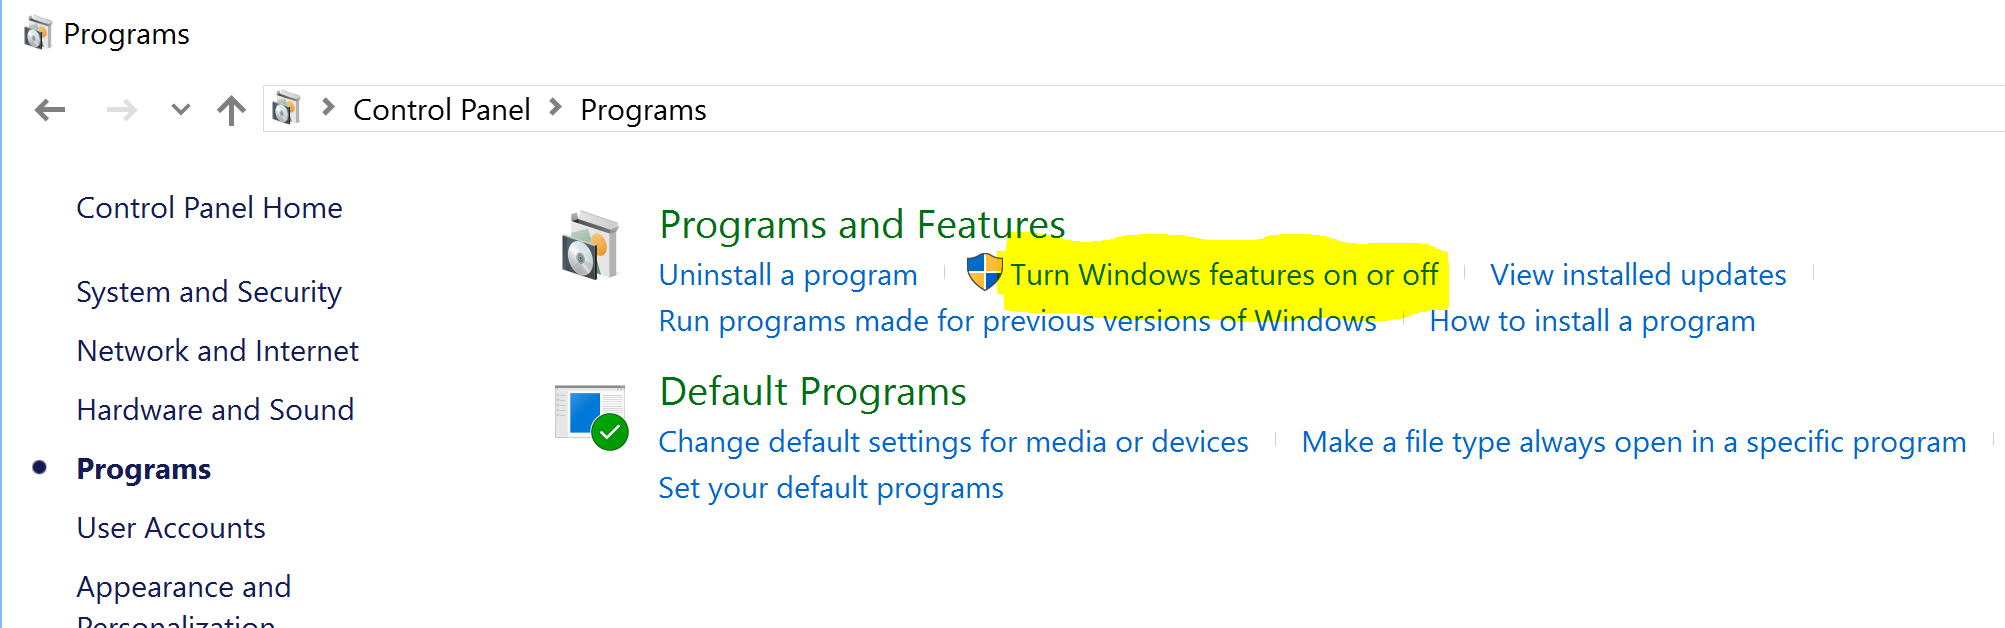 Programs
Control Panel Programs
Control Panel Home
System and Security
Network and Internet
Hardware and Sound
Programs
User Accounts
Appearance and
Personalization
Programs and Features
Uninstall a program Turn Windows features on or off View installed updates
Run programs made for previous versions of Windows How to install a program
Default Programs
Change default settings for media or devices Make a file type always open in a specific program
Set your default programs